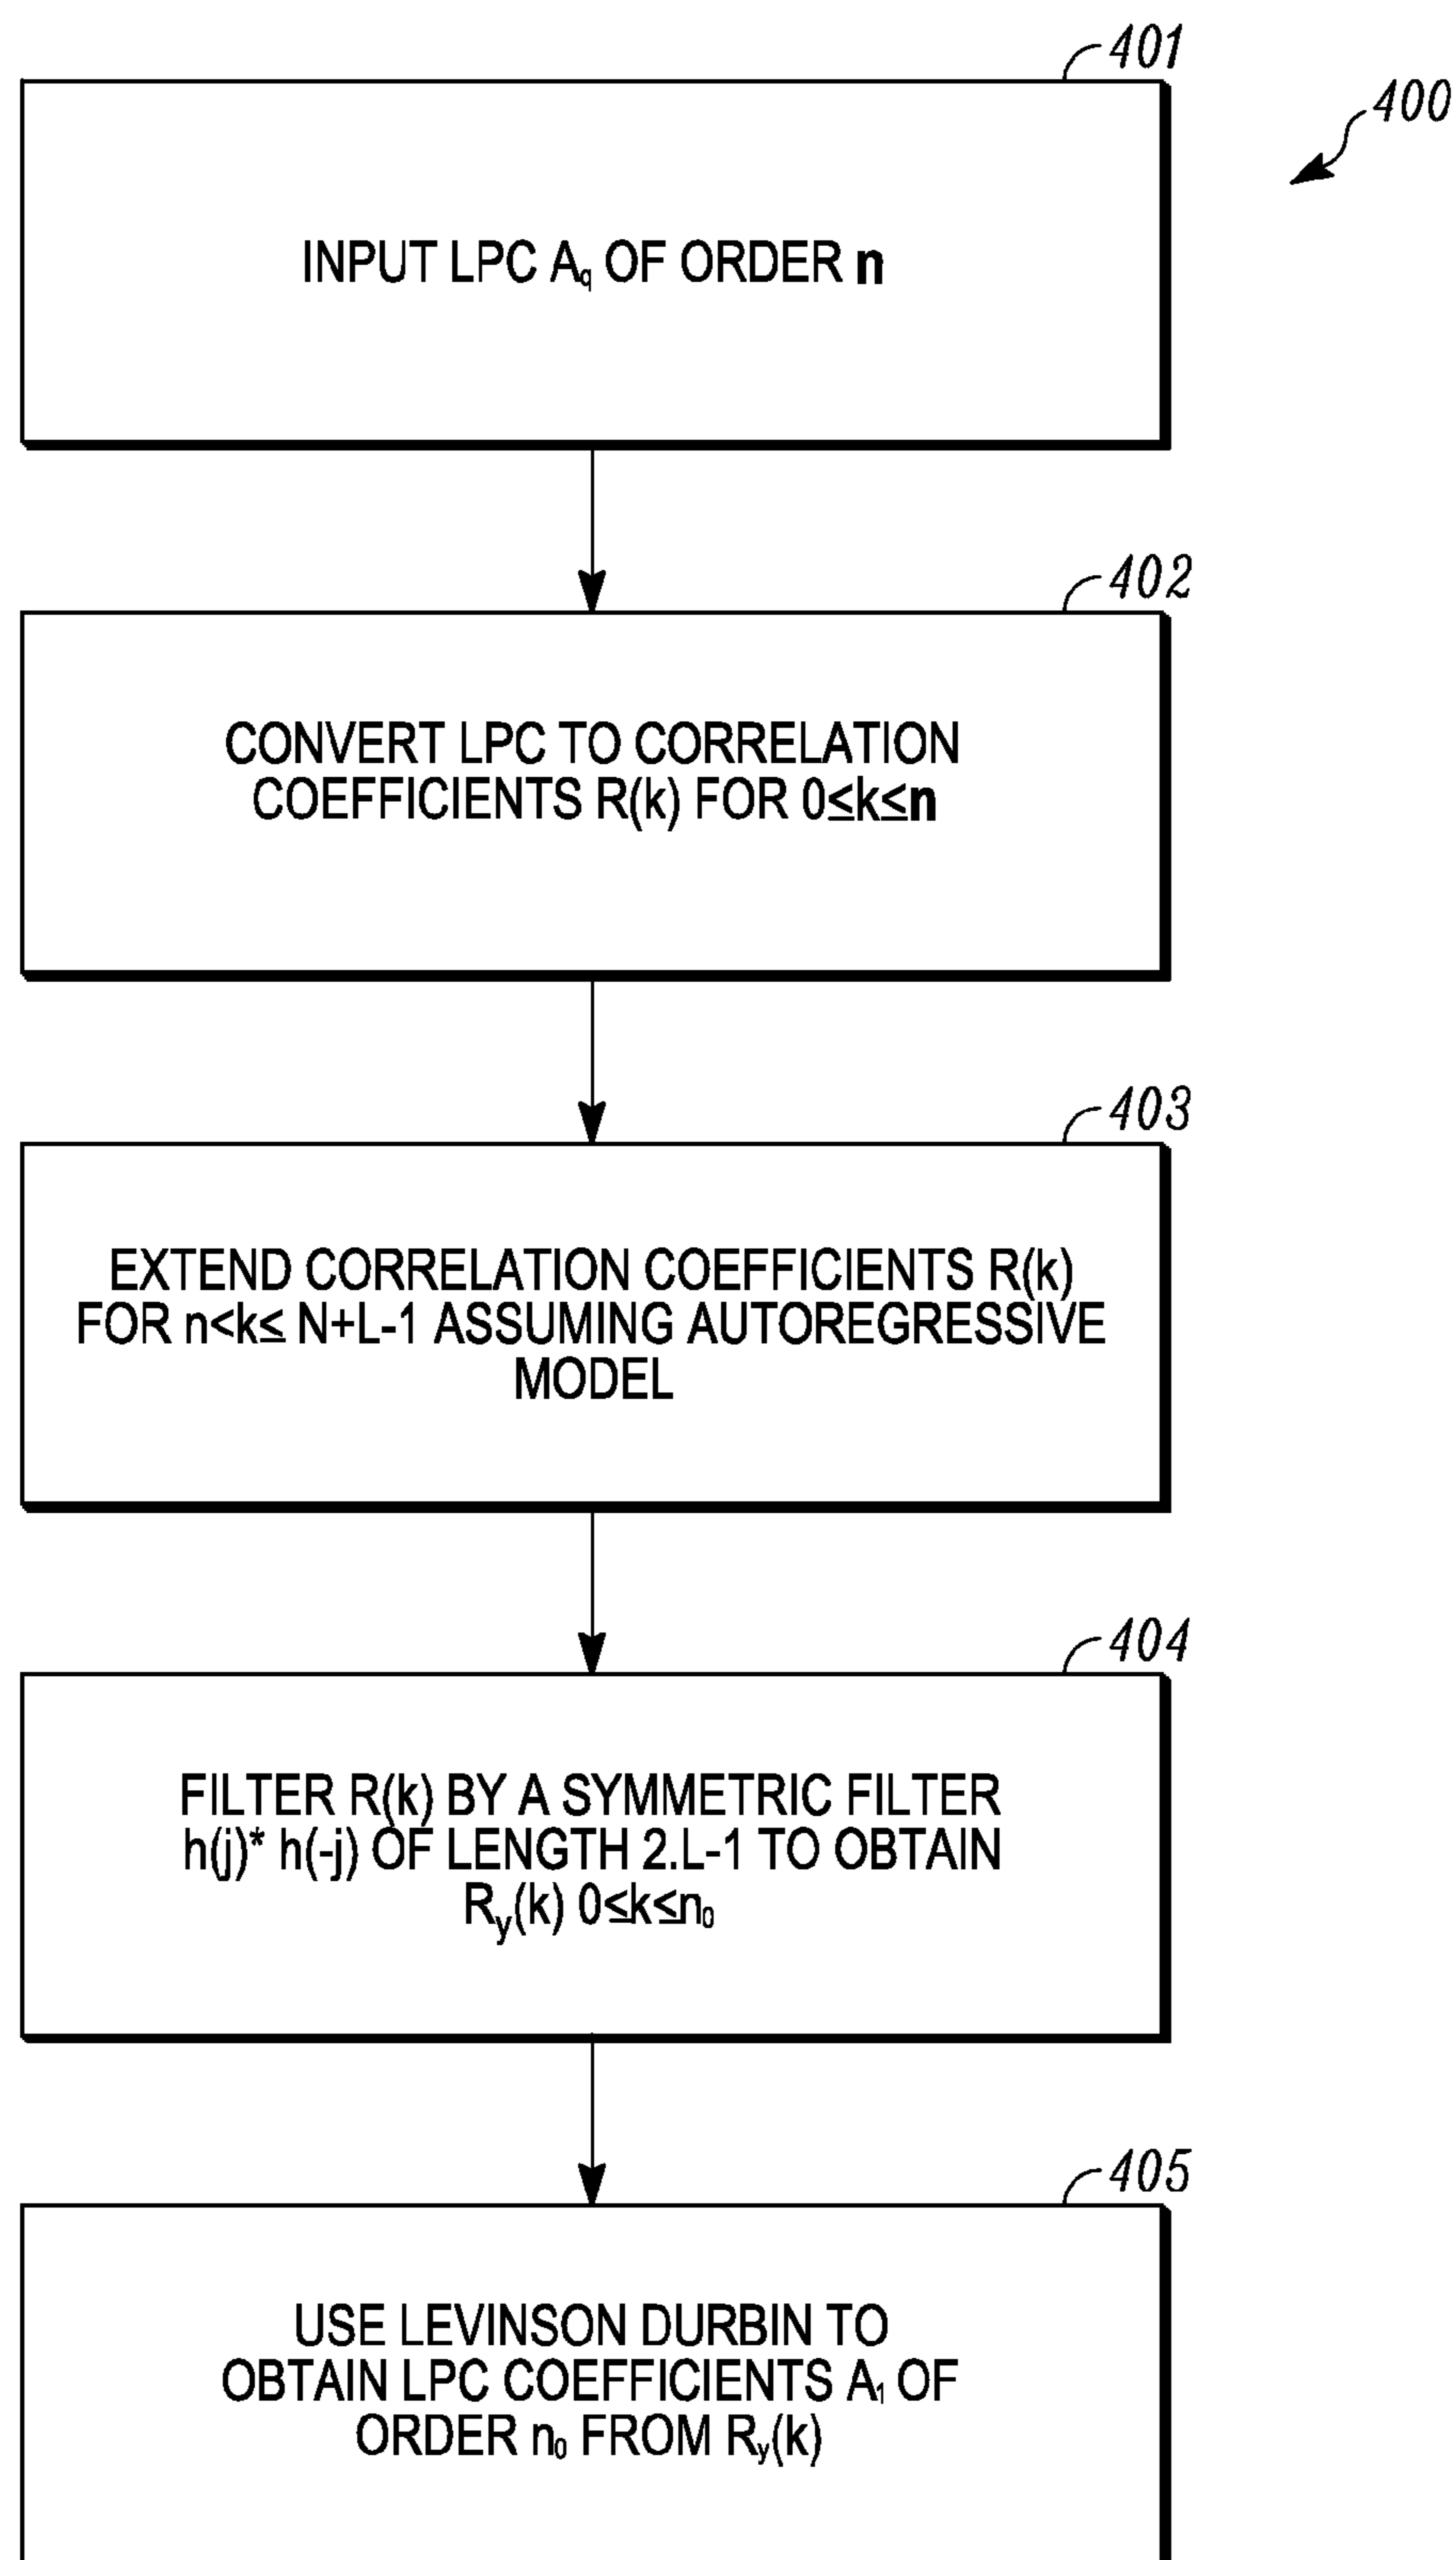 401
400
INPUT LPC Aq OF ORDER n
402
CONVERT LPC TO CORRELATION
COEFFICIENTS R(k) FOR 0≤k≤n
403
EXTEND CORRELATION COEFFICIENTS R(k)
FOR n<k≤ N+L-1 ASSUMING AUTOREGRESSIVE
MODEL
404
FILTER R(k) BY A SYMMETRIC FILTER
h(j)* h(-j) OF LENGTH 2.L-1 TO OBTAIN
Ry(k) 0≤k≤n0
405
USE LEVINSON DURBIN TO
OBTAIN LPC COEFFICIENTS A1 OF
ORDER n0 FROM Ry(k)